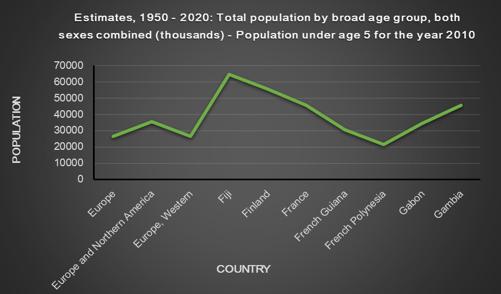 Estimates, 1950 - 2020: Total population by broad age group, both
sexes combined (thousands) - Population under age 5 for the year 2010
POPULATION
70000
60000
50000
40000
30000
20000
10000
0
Europe
Europe and Northern America
Europe, Western
Fiji
Finland
France
French Guiana
French Polynesia
Gabon
Gambia
COUNTRY